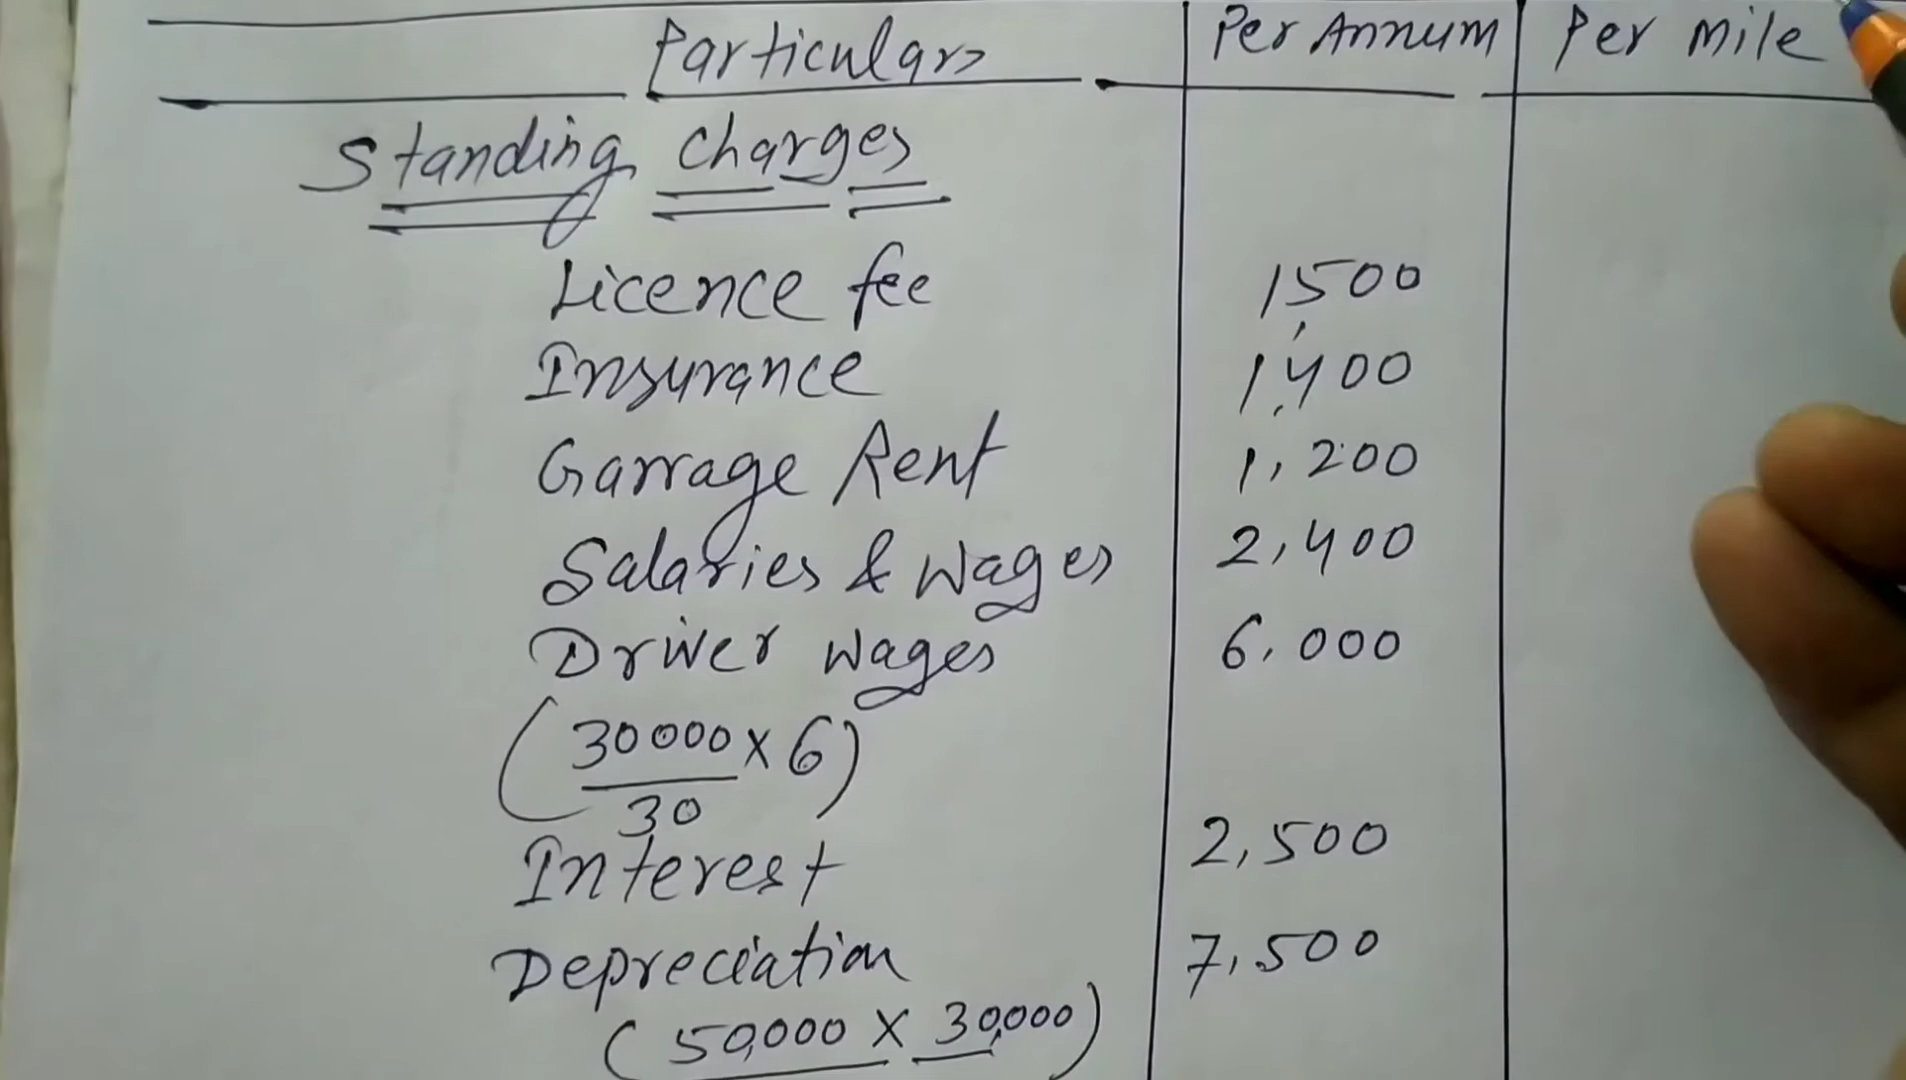 Particulars Per Annum Per Mile
Standing Charges
Licence fee 1500
Insurance 1,400
Garrage Rent 1,200
Salaries & Wages 2,400
Driver Wages 6,000
(30000 × 6)
30
Interest 2,500
Depreciation 7,500
(50,000 × 30,000)